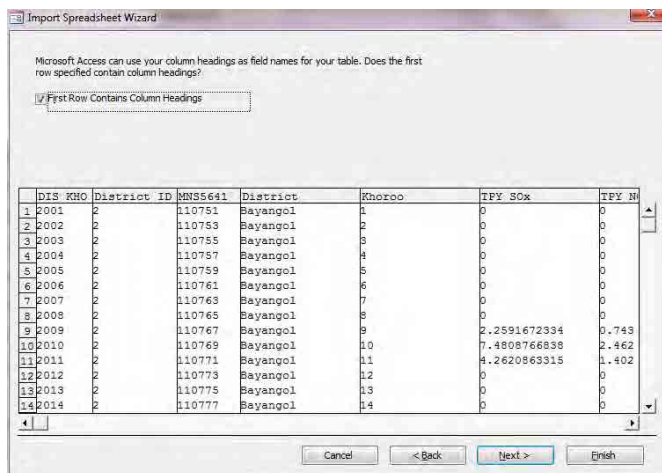 Import Spreadsheet Wizard
Microsoft Access can use your column headings as field names for your table. Does the first
row specified contain column headings?
First Row Contains Column Headings
DIS KHO District ID MNS5641 District Khoroo TPY SOx TPY N
1 2001 2 110751 Bayangol 1 0 0
2 2002 2 110753 Bayangol 2 0 0
3 2003 2 110755 Bayangol 3 0 0
4 2004 2 110757 Bayangol 4 0 0
5 2005 2 110759 Bayangol 5 0 0
6 2006 2 110761 Bayangol 6 0 0
7 2007 2 110763 Bayangol 7 0 0
8 2008 2 110765 Bayangol 8 0 0
9 2009 2 110767 Bayangol 9 2.2591672334 0.743
10 2010 2 110769 Bayangol 10 7.4808766838 2.462
11 2011 2 110771 Bayangol 11 4.2620863315 1.402
12 2012 2 110773 Bayangol 12 0 0
13 2013 2 110775 Bayangol 13 0 0
14 2014 2 110777 Bayangol 14 0 0
Cancel < Back Next > Finish